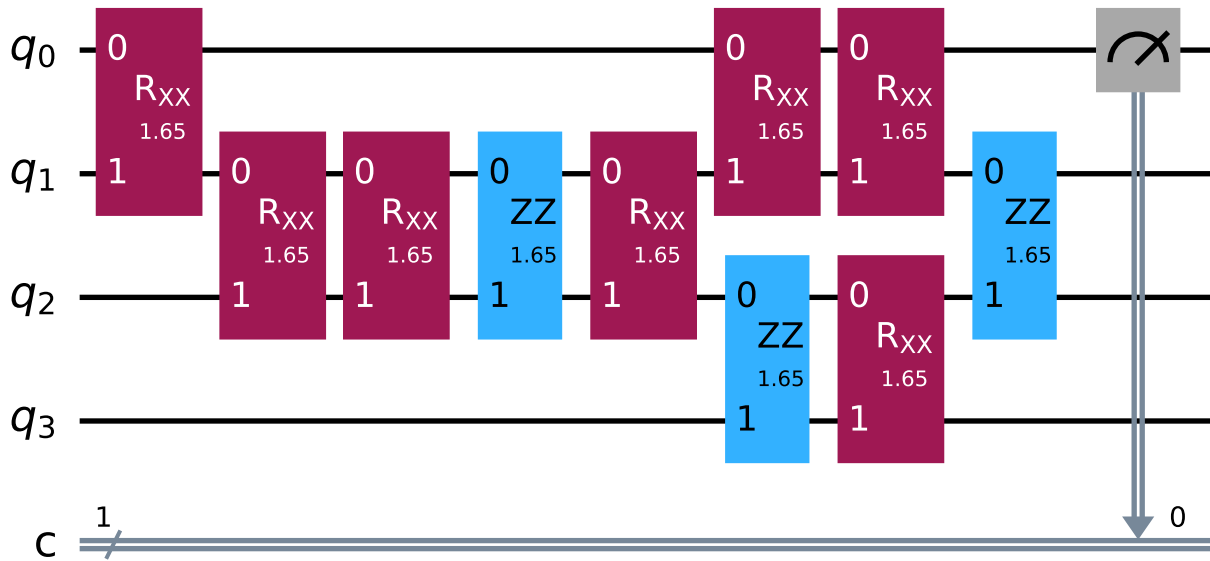 q0 0 0 0
RXX RXX RXX
1.65 1.65 1.65
q1 1 0 0 0 0 1 1 0
RXX RXX ZZ RXX ZZ
1.65 1.65 1.65 1.65 1.65
q2 1 1 1 1 0 0 1
ZZ RXX
1.65 1.65
q3 1 1
1 0
c